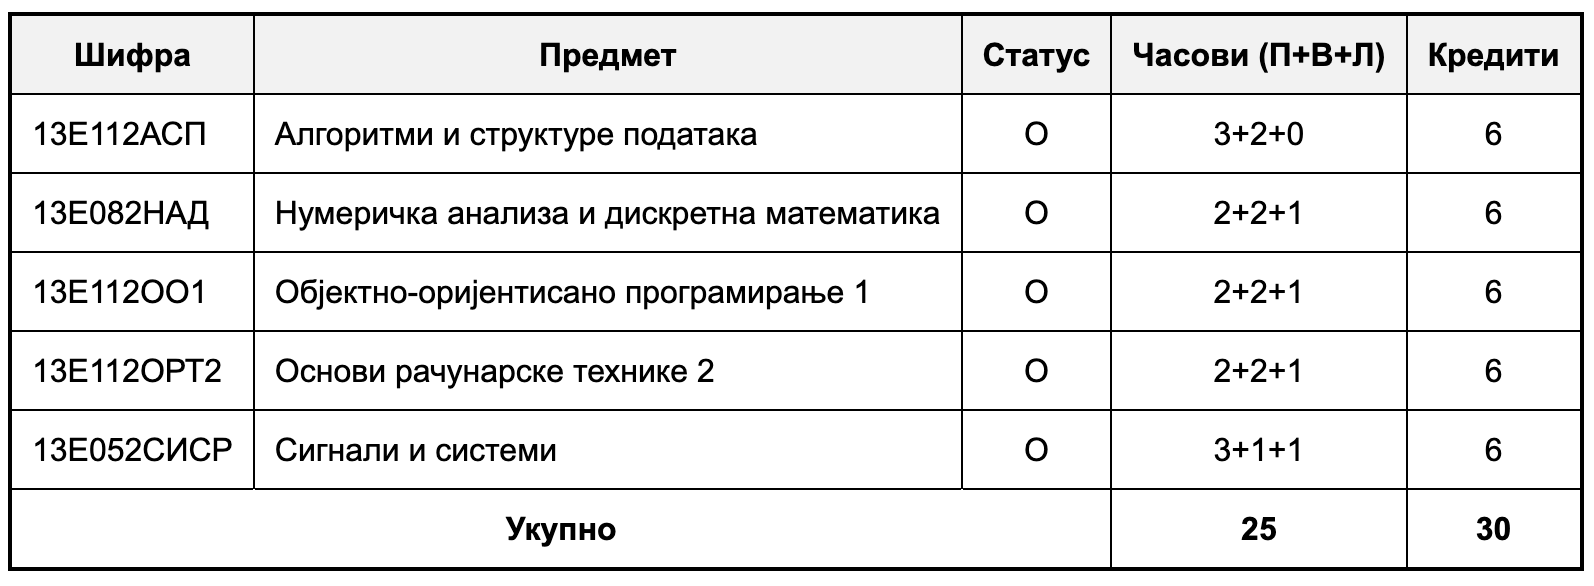 Шифра Предмет Статус Часови (П+В+Л) Кредити
13Е112АСП Алгоритми и структуре података О 3+2+0 6
13Е082НАД Нумеричка анализа и дискретна математика О 2+2+1 6
13Е112ОО1 Објектно-оријентисано програмирање 1 О 2+2+1 6
13Е112ОРТ2 Основи рачунарске технике 2 О 2+2+1 6
13Е052СИСР Сигнали и системи О 3+1+1 6
Укупно 25 30